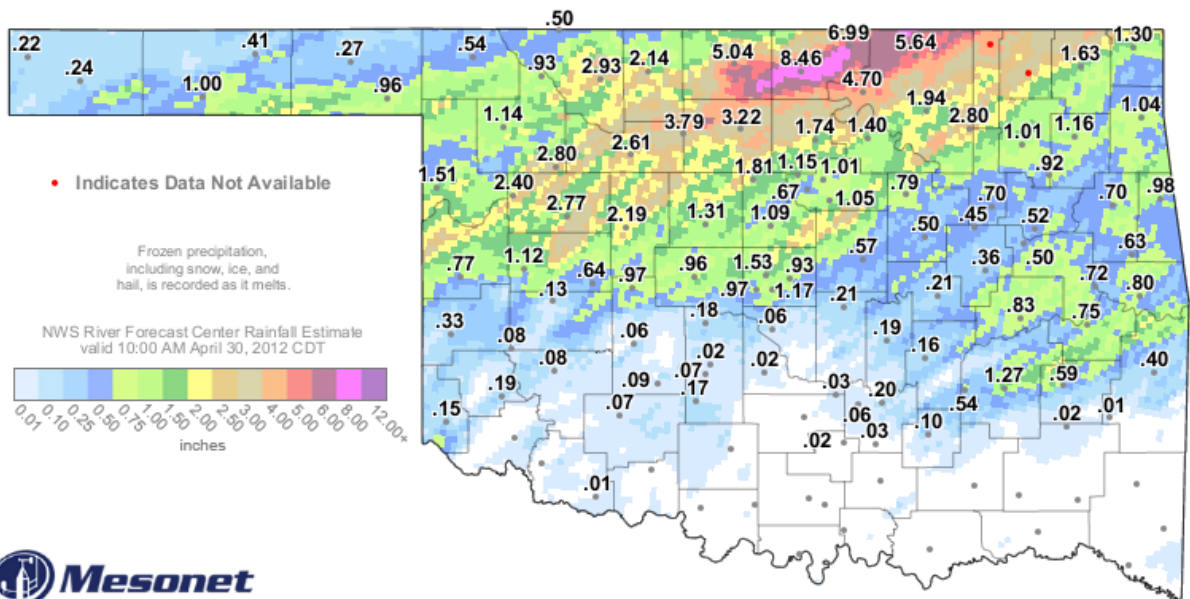 .50
.22 .41 .27 .54 6.99 5.64 1.30
.24 1.00 .96 .93 2.93 2.14 5.04 8.46 4.70 1.63
1.14 3.79 3.22 1.94 2.80 1.04
2.61 1.74 1.40 1.01 1.16
2.80 1.81 1.15 1.01 .92
1.51 2.40 .67 .79 .70 .70 .98
Indicates Data Not Available
2.77 2.19 1.31 1.09 1.05 .50 .45 .52
Frozen precipitation,
including snow, ice, and
hail, is recorded as it melts.
.77 1.12 .64 .97 .96 1.53 .93 .57 .36 .50 .63
.13 .97 1.17 .21 .21 .72 .80
.33 .08 .06 .18 .06 .19 .83 .75
NWS River Forecast Center Rainfall Estimate
valid 10:00 AM April 30, 2012 CDT
.08 .02 .02 .16 .40
.19 .09 .07 .17 .03 .20 1.27 .59
.15 .07 .06 .54 .02 .01
0.01 0.10 0.25 0.50 0.75 1.00 1.50 2.00 2.50 3.00 4.00 5.00 6.00 8.00 12.00+
inches
.02 .03 .10
.01
Mesonet